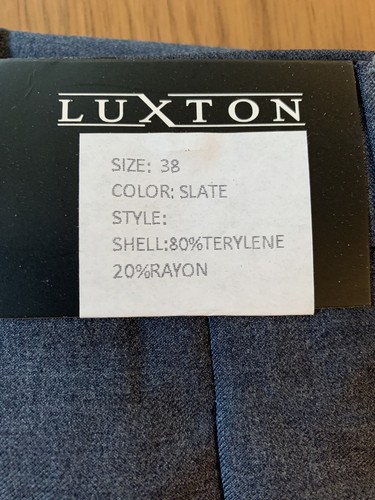 LUXTON
SIZE: 38
COLOR: SLATE
STYLE:
SHELL:80%TERYLENE
20%RAYON